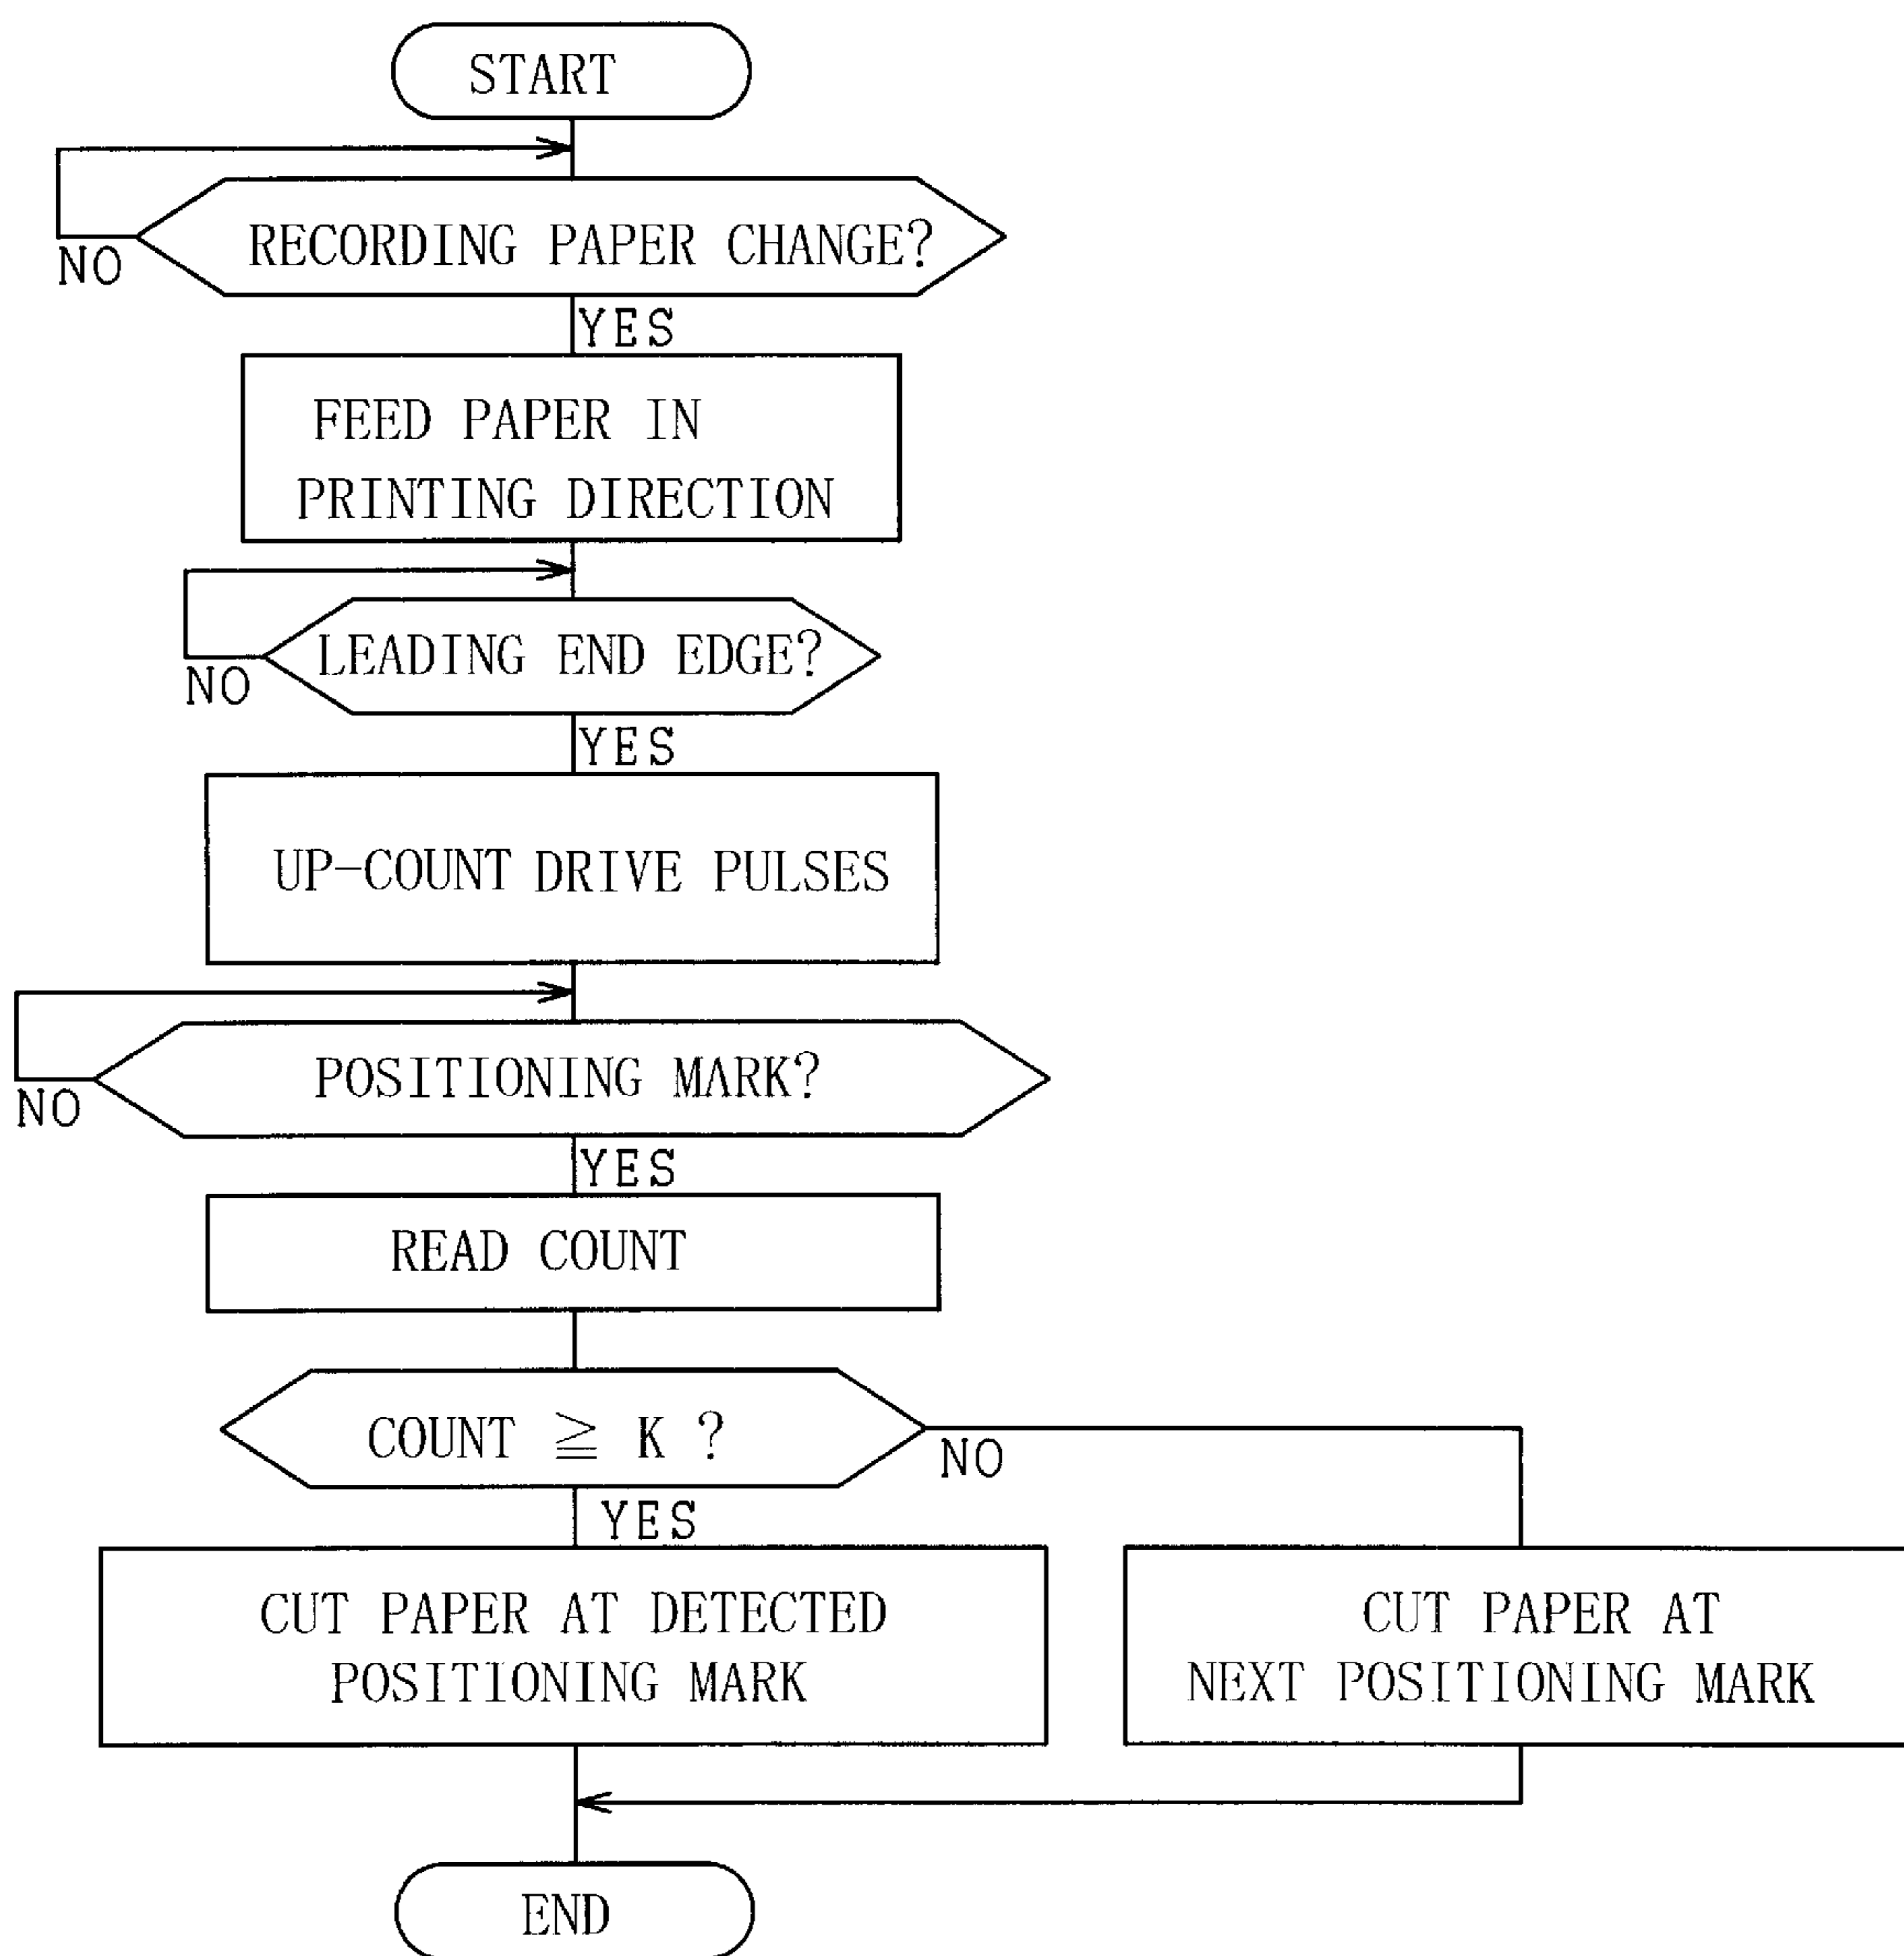 START
RECORDING PAPER CHANGE?
NO
YES
FEED PAPER IN
PRINTING DIRECTION
LEADING END EDGE?
NO
YES
UP-COUNT DRIVE PULSES
POSITIONING MARK?
NO
YES
READ COUNT
COUNT ≧ K ?
NO
YES
CUT PAPER AT DETECTED
POSITIONING MARK
CUT PAPER AT
NEXT POSITIONING MARK
END